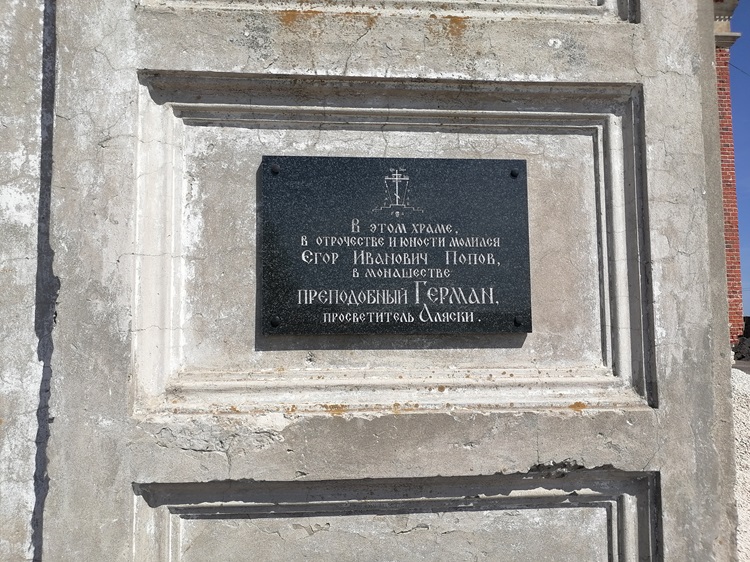 В этом храме,
в отрочестве и юности молился
Егор Иванович Попов,
в монашестве
преподобный Герман,
просветитель Аляски.